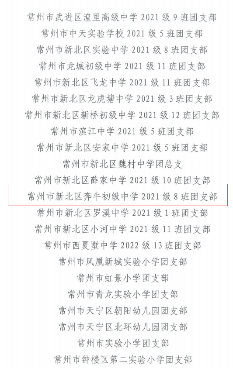 常州市武进区湟里高级中学 2021 级 9 班团支部
常州市中天实验学校 2021 级 5 班团支部
常州市新北区实验中学 2021 级 8 班团支部
常州市龙城初级中学 2021 级 11 班团支部
常州市新北区飞龙中学 2021 级 11 班团支部
常州市新北区龙虎塘中学 2021 级 3 班团支部
常州市新北区新桥初级中学 2021 级 12 班团支部
常州市滨江中学 2021 级 5 班团支部
常州市新北区安家中学 2021 级 5 班团支部
常州市新北区魏村中学团总支
常州市新北区薛家中学 2021 级 10 班团支部
常州市新北区奔牛初级中学 2021 级 8 班团支部
常州市新北区罗溪中学 2021 级 1 班团支部
常州市新北区小河中学 2021 级 11 班团支部
常州市西夏墅中学 2022 级 13 班团支部
常州市凤凰新城实验小学团支部
常州市虹景小学团支部
常州市青龙实验小学团支部
常州市天宁区朝阳幼儿园团支部
常州市天宁区北环幼儿园团支部
常州市实验小学团支部
常州市钟楼区第二实验小学团支部